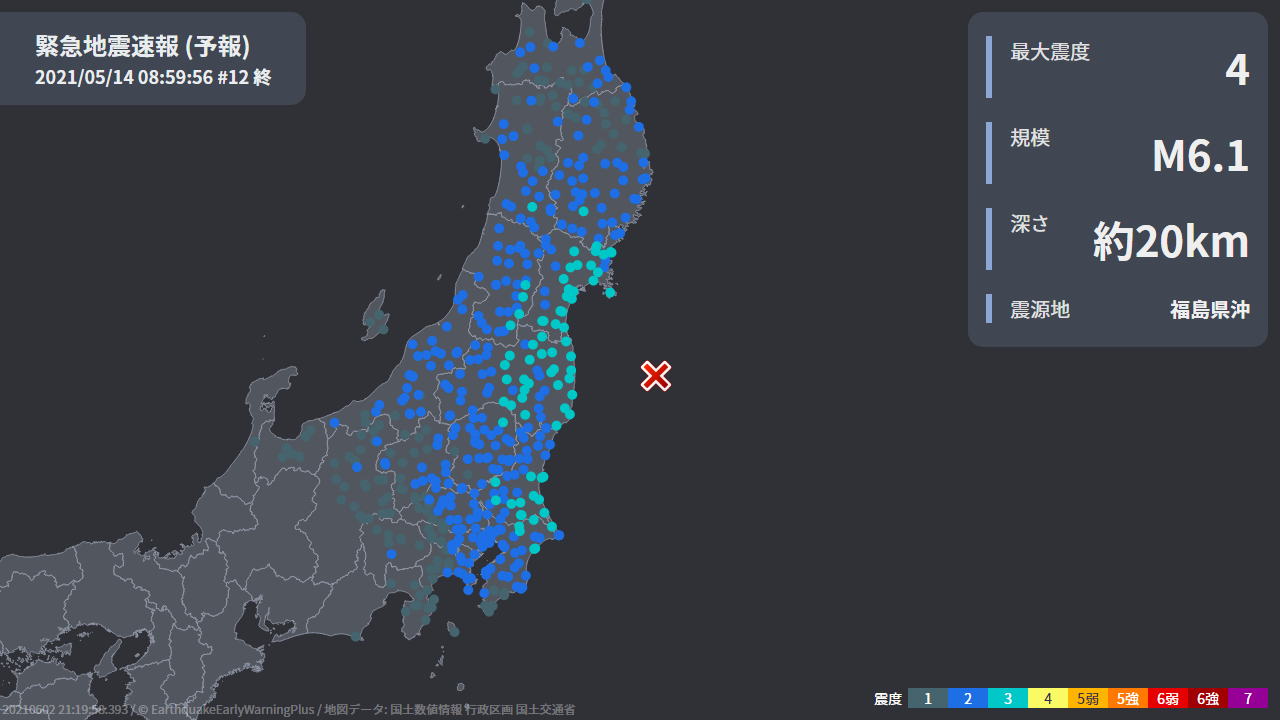 緊急地震速報 (予報)
2021/05/14 08:59:56 #12 終
最大震度
4
規模
M6.1
深さ
約20km
震源地
福島県沖
震度 1 2 3 4 5弱 5強 6弱 6強 7
20210602 21:19:58.393 / © EarthquakeEarlyWarningPlus / 地図データ: 国土数値情報 行政区画 国土交通省